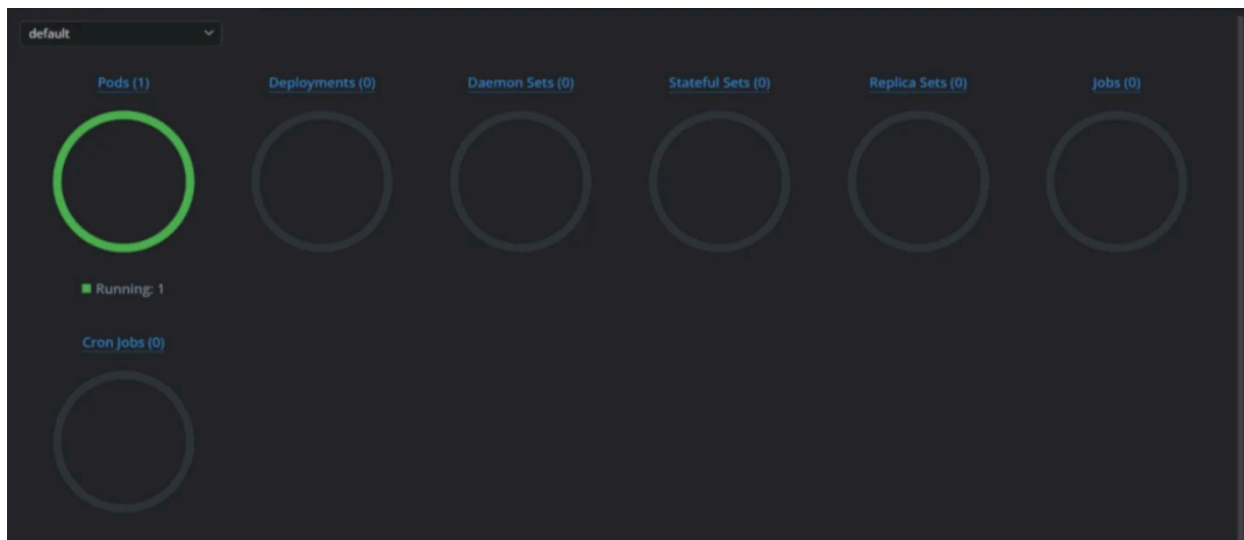 default
Pods (1)
Deployments (0)
Daemon Sets (0)
Stateful Sets (0)
Replica Sets (0)
Jobs (0)
Running: 1
Cron Jobs (0)